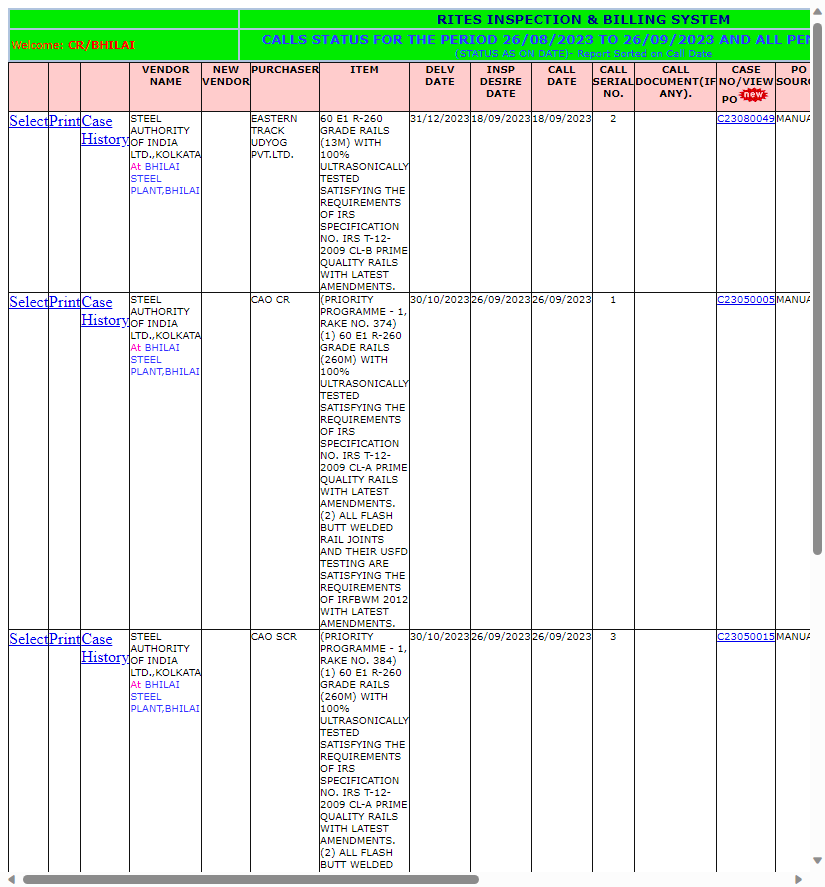 RITES INSPECTION & BILLING SYSTEM
Welcome: CR/BHILAI
CALLS STATUS FOR THE PERIOD 26/08/2023 TO 26/09/2023 AND ALL PEN
(STATUS AS ON DATE)- Report Sorted on Call Date
VENDOR NAME
NEW VENDOR
PURCHASER
ITEM
DELV DATE
INSP DESIRE DATE
CALL DATE
CALL SERIAL NO.
CALL DOCUMENT(IF ANY).
CASE NO/VIEW PO new
PO SOURC
Select
Print
Case
History
STEEL
AUTHORITY
OF INDIA
LTD.,KOLKATA
At BHILAI
STEEL
PLANT,BHILAI
EASTERN
TRACK
UDYOG
PVT.LTD.
60 E1 R-260
GRADE RAILS
(13M) WITH
100%
ULTRASONICALLY
TESTED
SATISFYING THE
REQUIREMENTS
OF IRS
SPECIFICATION
NO. IRS T-12-
2009 CL-B PRIME
QUALITY RAILS
WITH LATEST
AMENDMENTS.
31/12/2023
18/09/2023
18/09/2023
2
C23080049
MANUA
Select
Print
Case
History
STEEL
AUTHORITY
OF INDIA
LTD.,KOLKATA
At BHILAI
STEEL
PLANT,BHILAI
CAO CR
(PRIORITY
PROGRAMME - 1,
RAKE NO. 374)
(1) 60 E1 R-260
GRADE RAILS
(260M) WITH
100%
ULTRASONICALLY
TESTED
SATISFYING THE
REQUIREMENTS
OF IRS
SPECIFICATION
NO. IRS T-12-
2009 CL-A PRIME
QUALITY RAILS
WITH LATEST
AMENDMENTS.
(2) ALL FLASH
BUTT WELDED
RAIL JOINTS
AND THEIR USFD
TESTING ARE
SATISFYING THE
REQUIREMENTS
OF IRFBWM 2012
WITH LATEST
AMENDMENTS.
30/10/2023
26/09/2023
26/09/2023
1
C23050005
MANUA
Select
Print
Case
History
STEEL
AUTHORITY
OF INDIA
LTD.,KOLKATA
At BHILAI
STEEL
PLANT,BHILAI
CAO SCR
(PRIORITY
PROGRAMME - 1,
RAKE NO. 384)
(1) 60 E1 R-260
GRADE RAILS
(260M) WITH
100%
ULTRASONICALLY
TESTED
SATISFYING THE
REQUIREMENTS
OF IRS
SPECIFICATION
NO. IRS T-12-
2009 CL-A PRIME
QUALITY RAILS
WITH LATEST
AMENDMENTS.
(2) ALL FLASH
BUTT WELDED
30/10/2023
26/09/2023
26/09/2023
3
C23050015
MANUA